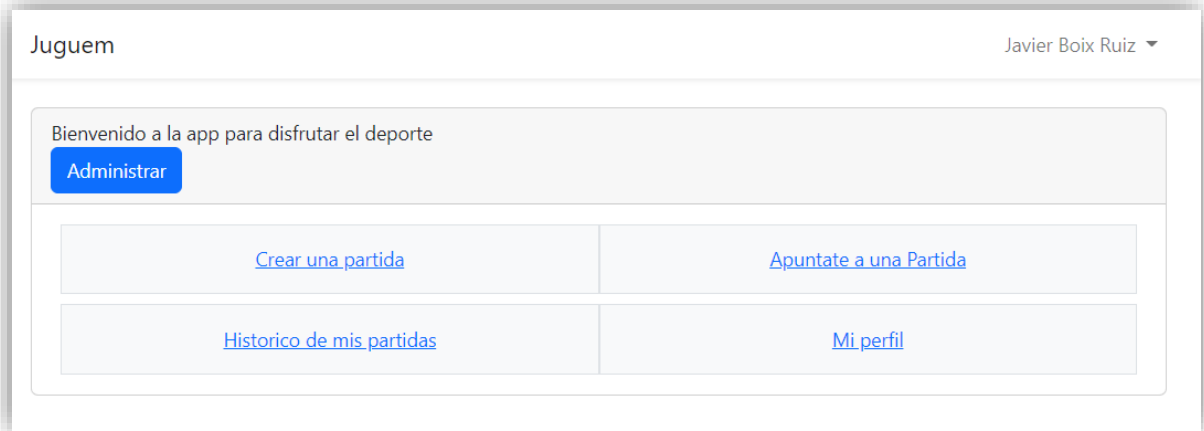 Juguem
Javier Boix Ruiz
Bienvenido a la app para disfrutar el deporte
Administrar
Crear una partida
Apuntate a una Partida
Historico de mis partidas
Mi perfil